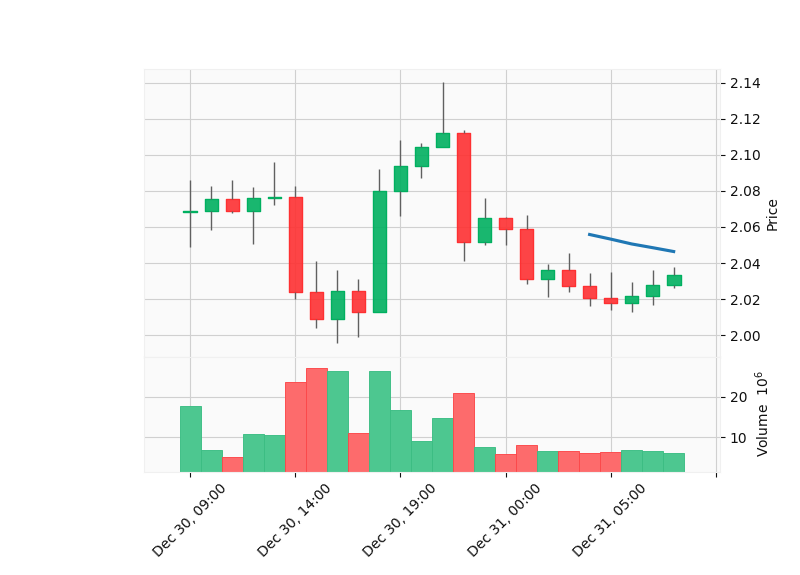 2.14
2.12
2.10
2.08
2.06
2.04
2.02
2.00
Price
20
10
Volume 10⁶
Dec 30, 09:00
Dec 30, 14:00
Dec 30, 19:00
Dec 31, 00:00
Dec 31, 05:00